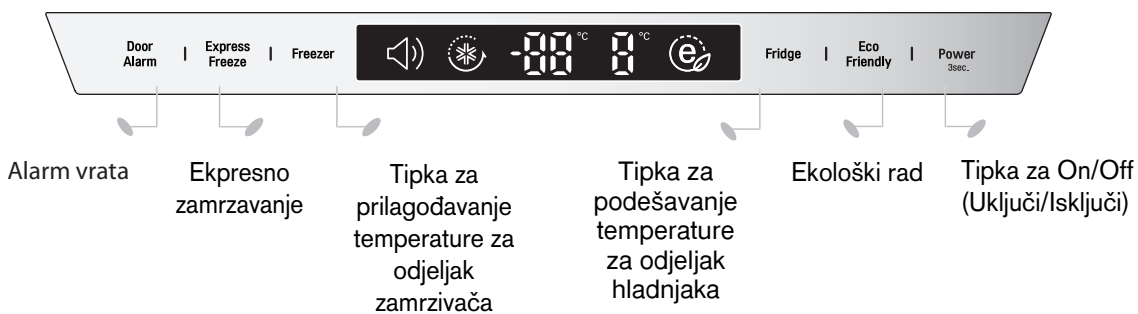 Door
Alarm
Express
Freeze
Freezer
-88 °C
8 °C
e
Fridge
Eco
Friendly
Power
3sec.
Alarm vrata
Ekpresno
zamrzavanje
Tipka za
prilagođavanje
temperature za
odjeljak
zamrzivača
Tipka za
podešavanje
temperature
za odjeljak
hladnjaka
Ekološki rad
Tipka za On/Off
(Uključi/Isključi)